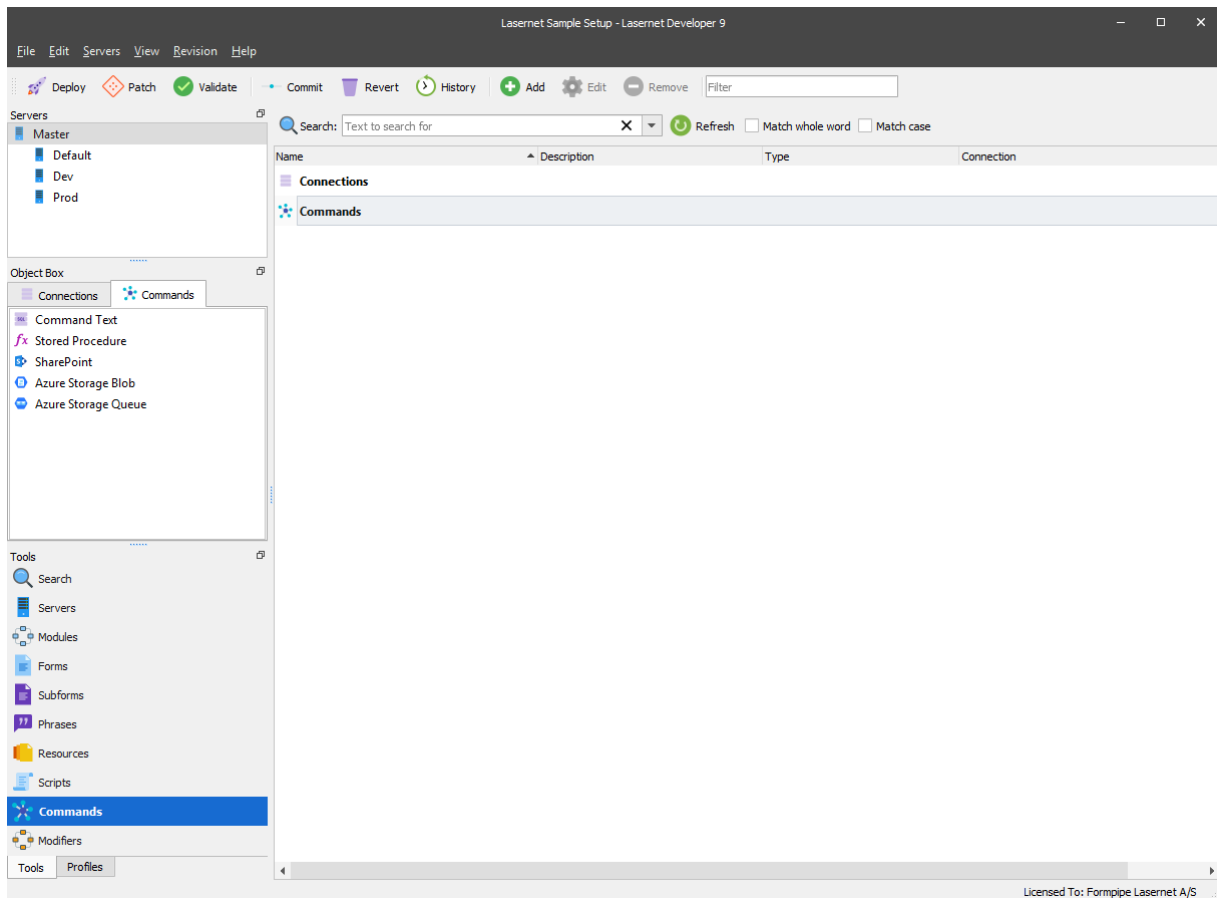 Lasernet Sample Setup - Lasernet Developer 9
File Edit Servers View Revision Help
Deploy Patch Validate Commit Revert History Add Edit Remove Filter
Servers
Master
Default
Dev
Prod
Search: Text to search for Refresh Match whole word Match case
Name Description Type Connection
Connections
Commands
Object Box
Connections Commands
SQL Command Text
fx Stored Procedure
SharePoint
Azure Storage Blob
Azure Storage Queue
Tools
Search
Servers
Modules
Forms
Subforms
Phrases
Resources
Scripts
Commands
Modifiers
Tools Profiles
Licensed To: Formpipe Lasernet A/S